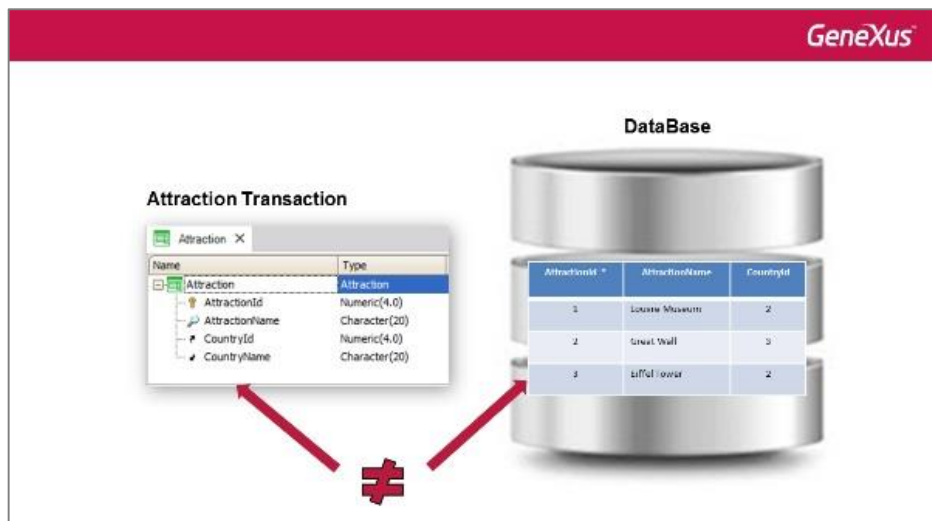 GeneXus
DataBase
Attraction Transaction
Attraction X
Name Type
Attraction Attraction
AttractionId Numeric(4.0)
AttractionName Character(20)
CountryId Numeric(4.0)
CountryName Character(20)
AttractionId * AttractionName CountryId
1 Louvre Museum 2
2 Great Wall 3
3 Eiffel Tower 2
≠